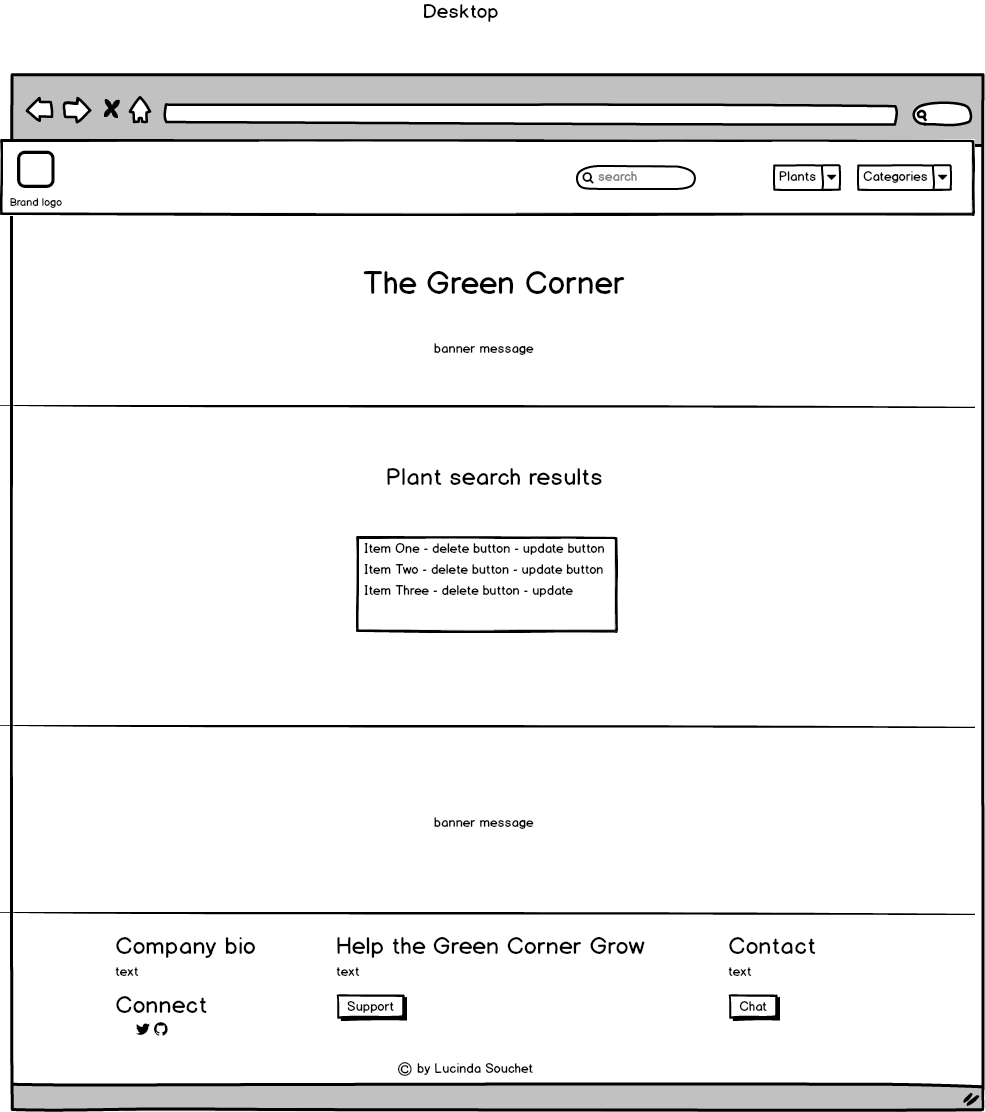 Desktop
search
Plants
Categories
Brand logo
The Green Corner
banner message
Plant search results
Item One - delete button - update button
Item Two - delete button - update button
Item Three - delete button - update
banner message
Company bio
text
Connect
Help the Green Corner Grow
text
Support
Contact
text
Chat
© by Lucinda Souchet